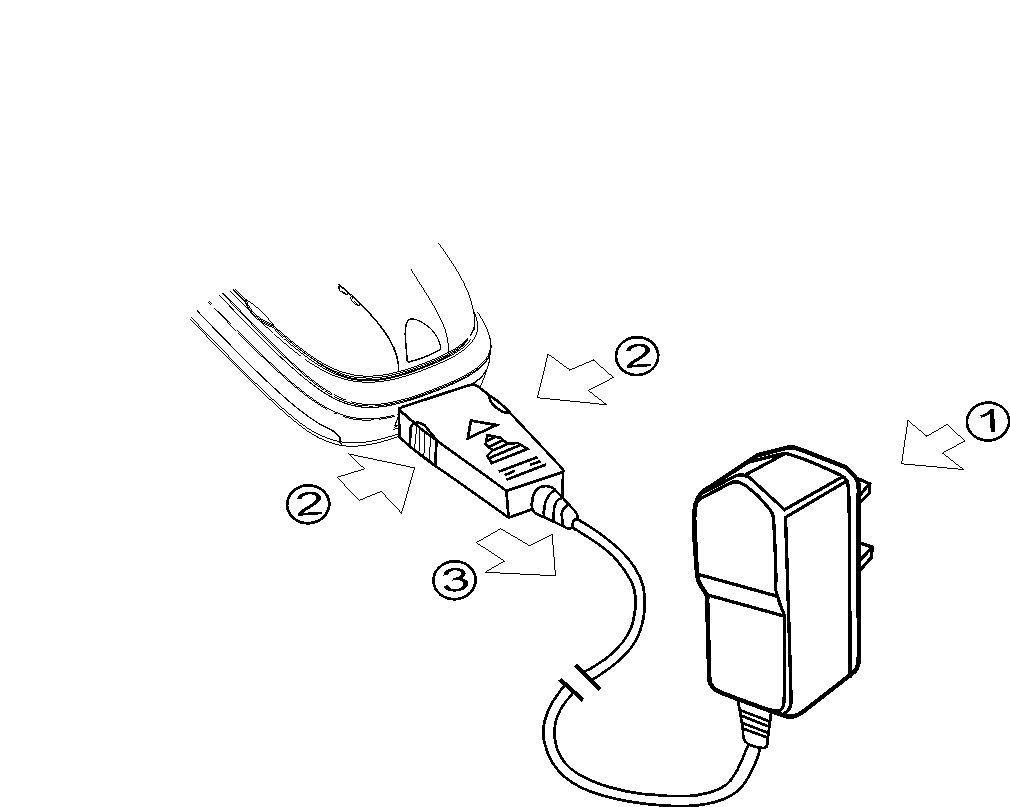 ②
①
②
③